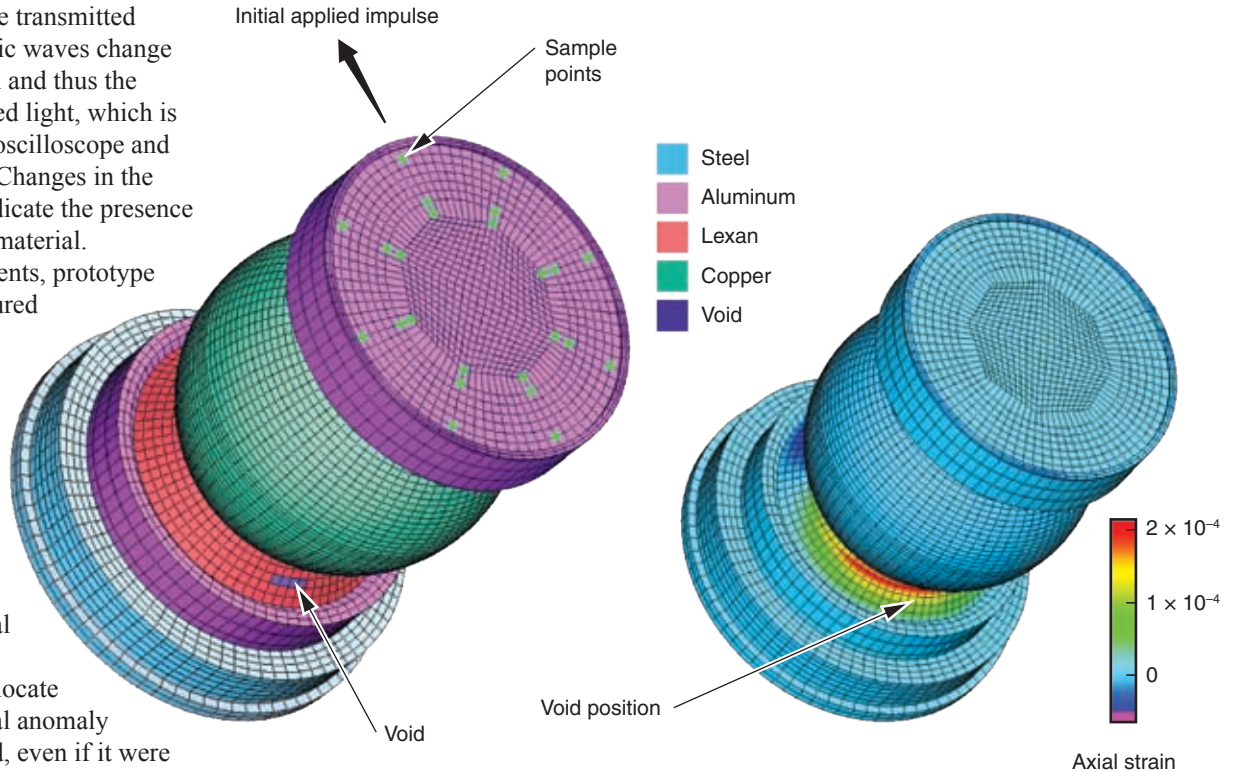 e transmitted
ic waves change
and thus the
ed light, which is
oscilloscope and
Changes in the
dicate the presence
material.
ents, prototype
ured
al
locate
al anomaly
d, even if it were
Initial applied impulse
Sample
points
Steel
Aluminum
Lexan
Copper
Void
Void
Void position
2 × 10⁻⁴
1 × 10⁻⁴
0
Axial strain